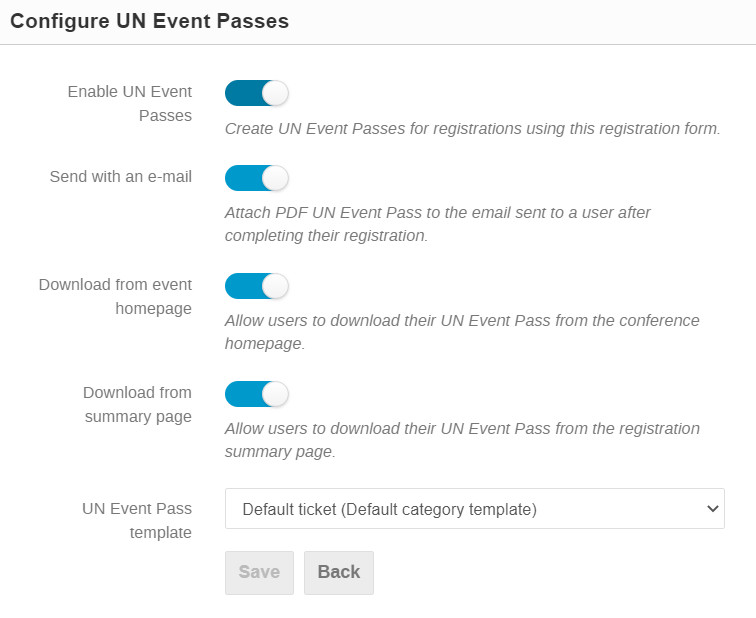 Configure UN Event Passes
Enable UN Event
Passes
Create UN Event Passes for registrations using this registration form.
Send with an e-mail
Attach PDF UN Event Pass to the email sent to a user after
completing their registration.
Download from event
homepage
Allow users to download their UN Event Pass from the conference
homepage.
Download from
summary page
Allow users to download their UN Event Pass from the registration
summary page.
UN Event Pass
template
Default ticket (Default category template)
Save Back